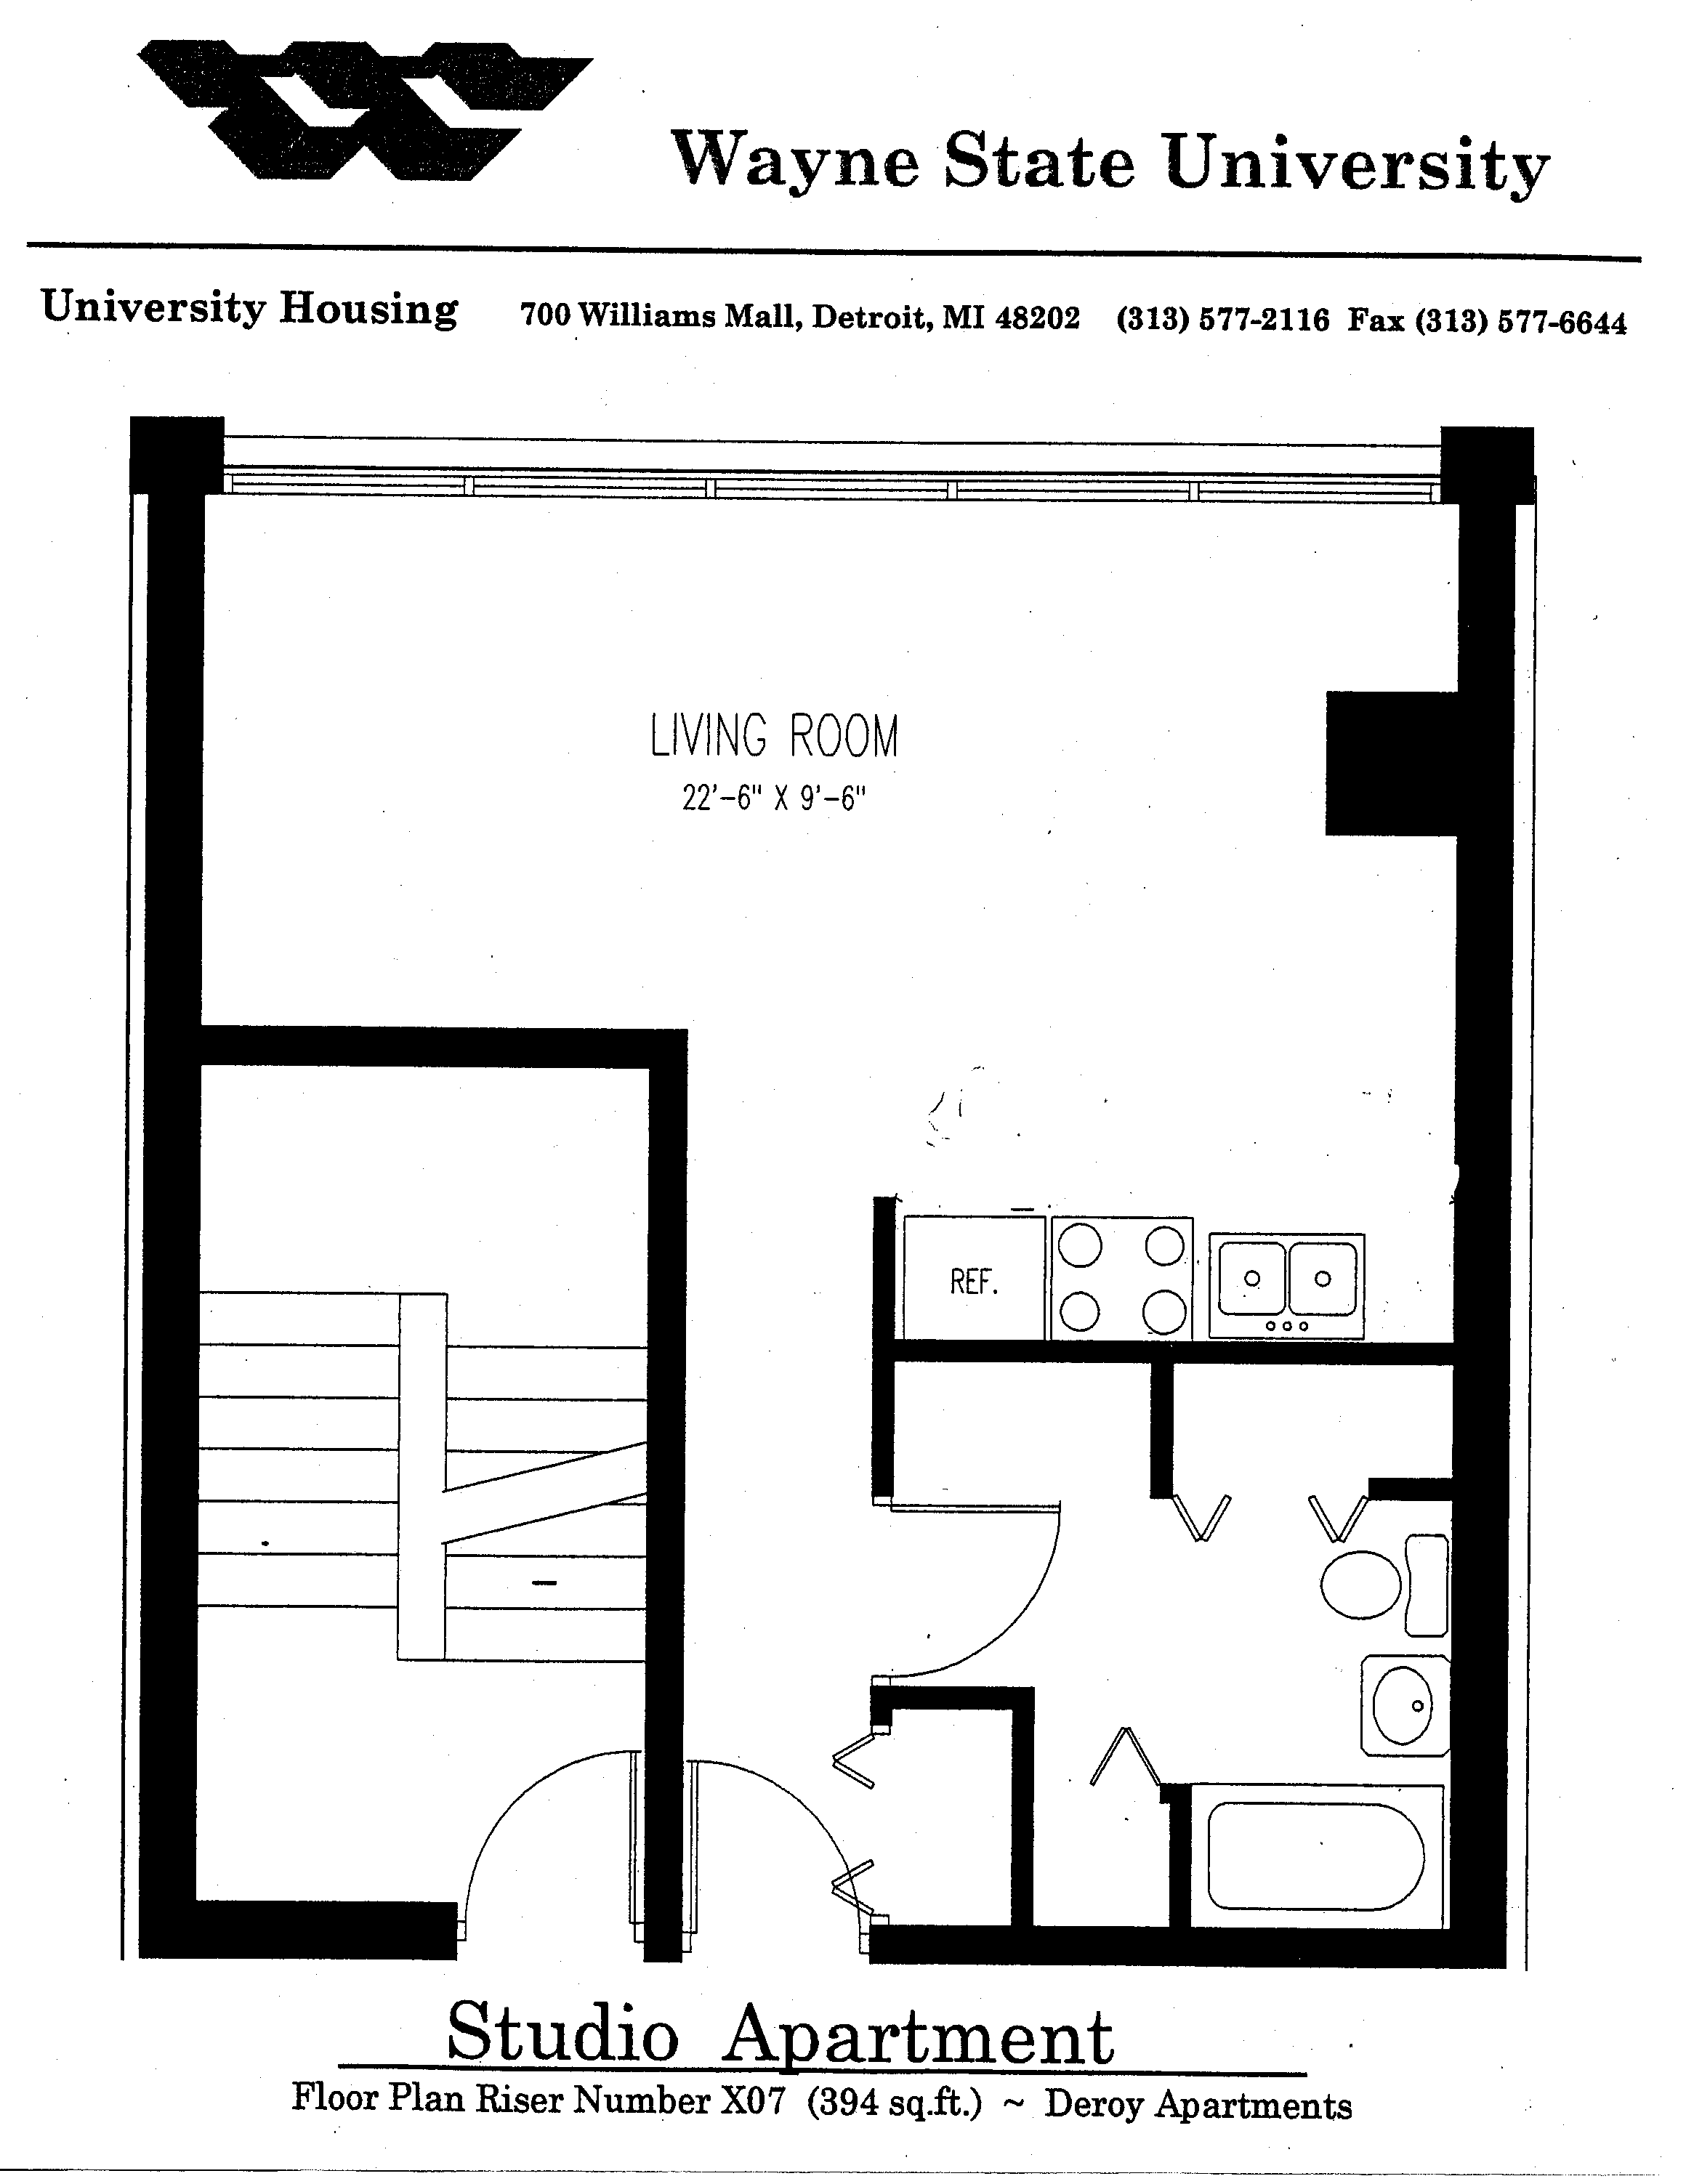 Wayne State University
University Housing 700 Williams Mall, Detroit, MI 48202 (313) 577-2116 Fax (313) 577-6644
LIVING ROOM
22'-6" X 9'-6"
REF.
Studio Apartment
Floor Plan Riser Number X07 (394 sq.ft.) ~ Deroy Apartments